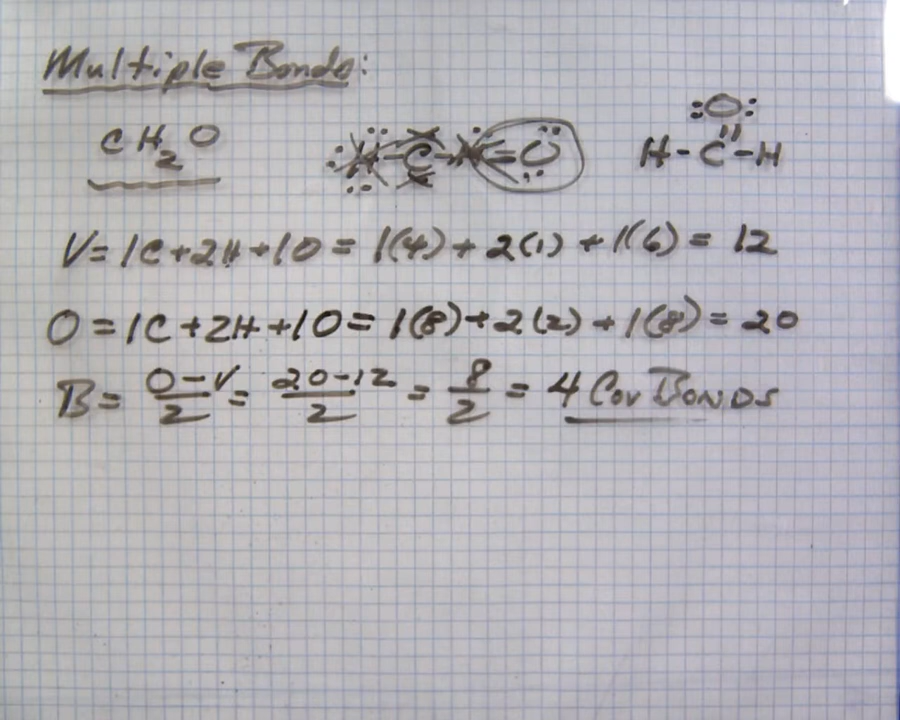 Multiple Bonds:
:O:
CH₂O H-C-H=O H-C-H
V=1C+2H+1O = 1(4)+2(1)+1(6) = 12
O=1C+2H+1O = 1(8)+2(2)+1(8) = 20
B= O-V/2 = 20-12/2 = 8/2 = 4 Cov Bonds